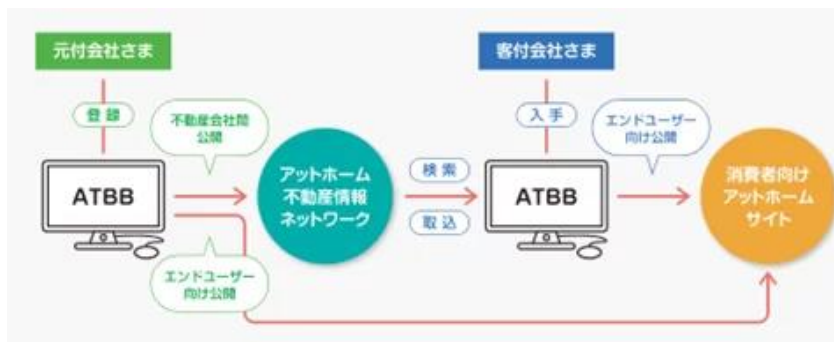 元付会社さま
客付会社さま
登録
不動産会社間
公開
入手
エンドユーザー
向け公開
ATBB
アットホーム
不動産情報
ネットワーク
検索
取込
ATBB
消費者向け
アットホーム
サイト
エンドユーザー
向け公開